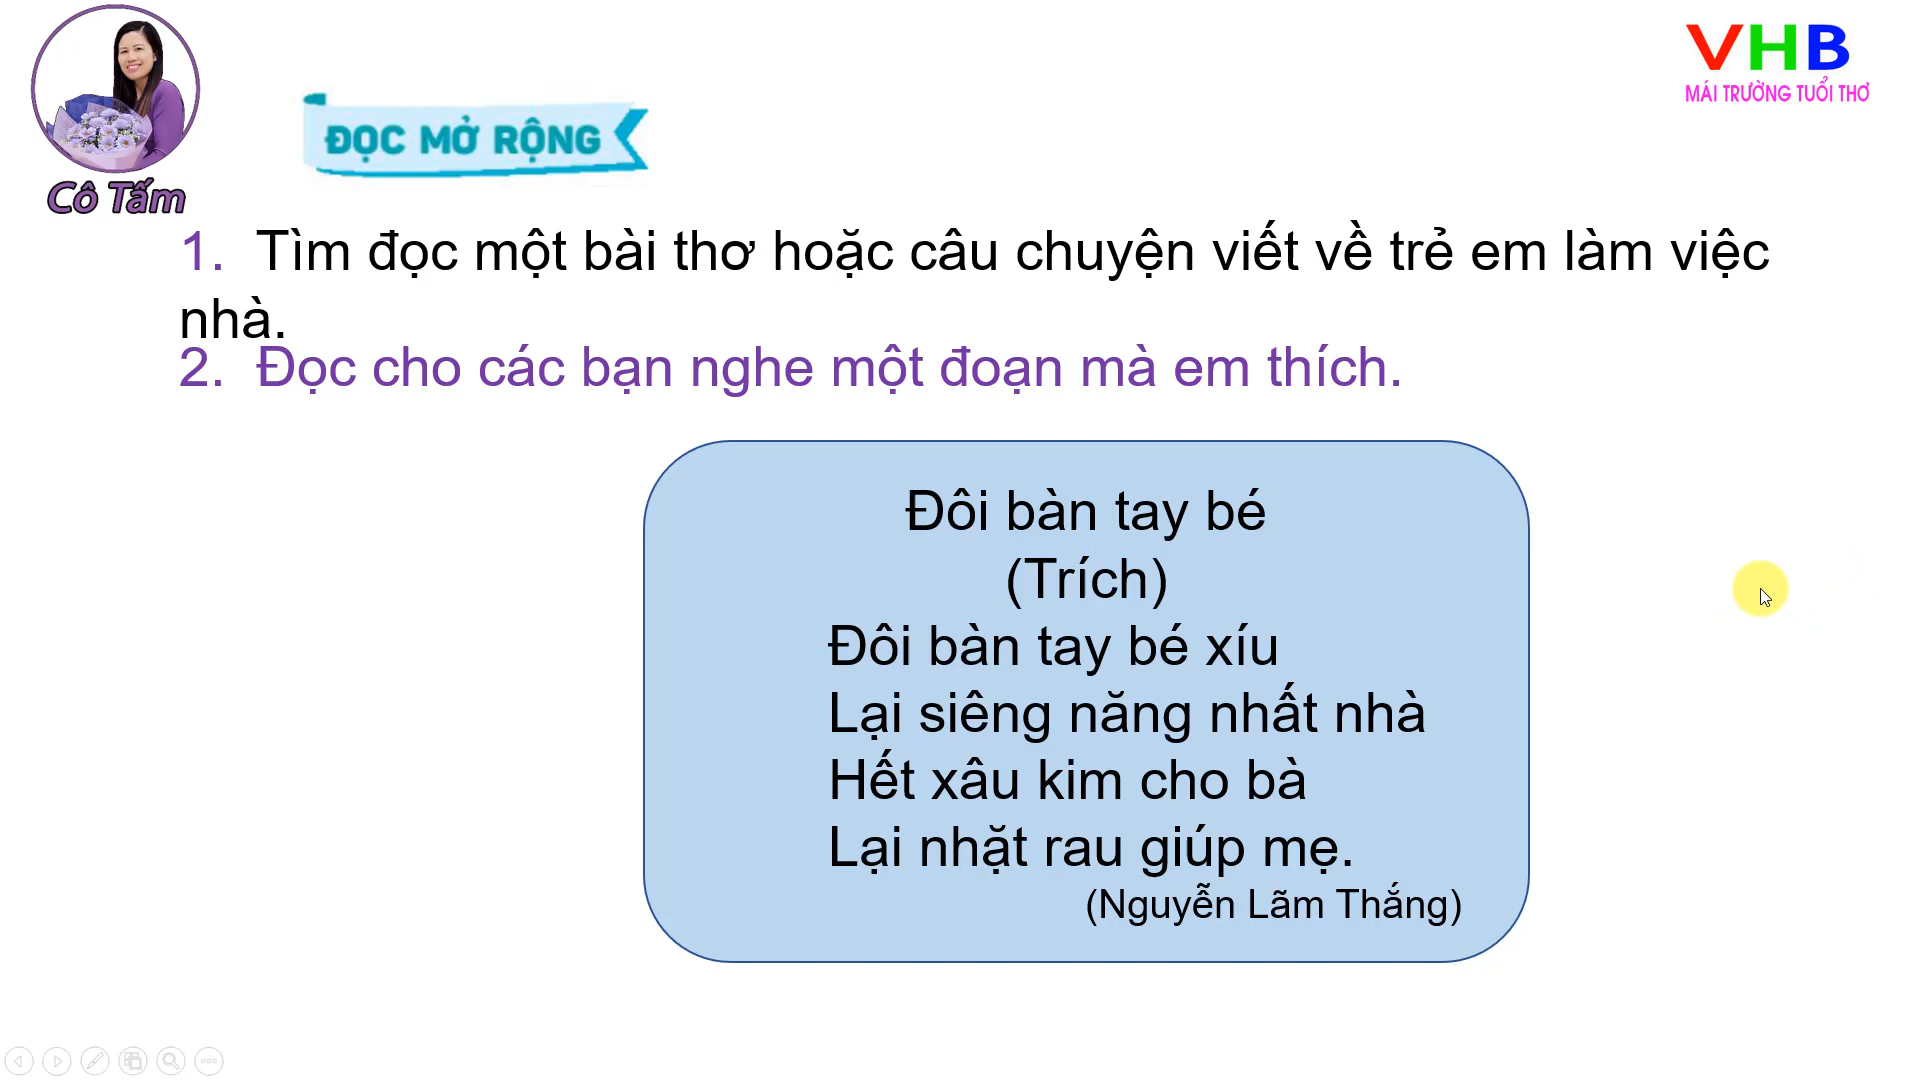 VHB
MÁI TRƯỜNG TUỔI THƠ
ĐỌC MỞ RỘNG
Cô Tấm
1. Tìm đọc một bài thơ hoặc câu chuyện viết về trẻ em làm việc
nhà.
2. Đọc cho các bạn nghe một đoạn mà em thích.
Đôi bàn tay bé
(Trích)
Đôi bàn tay bé xíu
Lại siêng năng nhất nhà
Hết xâu kim cho bà
Lại nhặt rau giúp mẹ.
(Nguyễn Lãm Thắng)